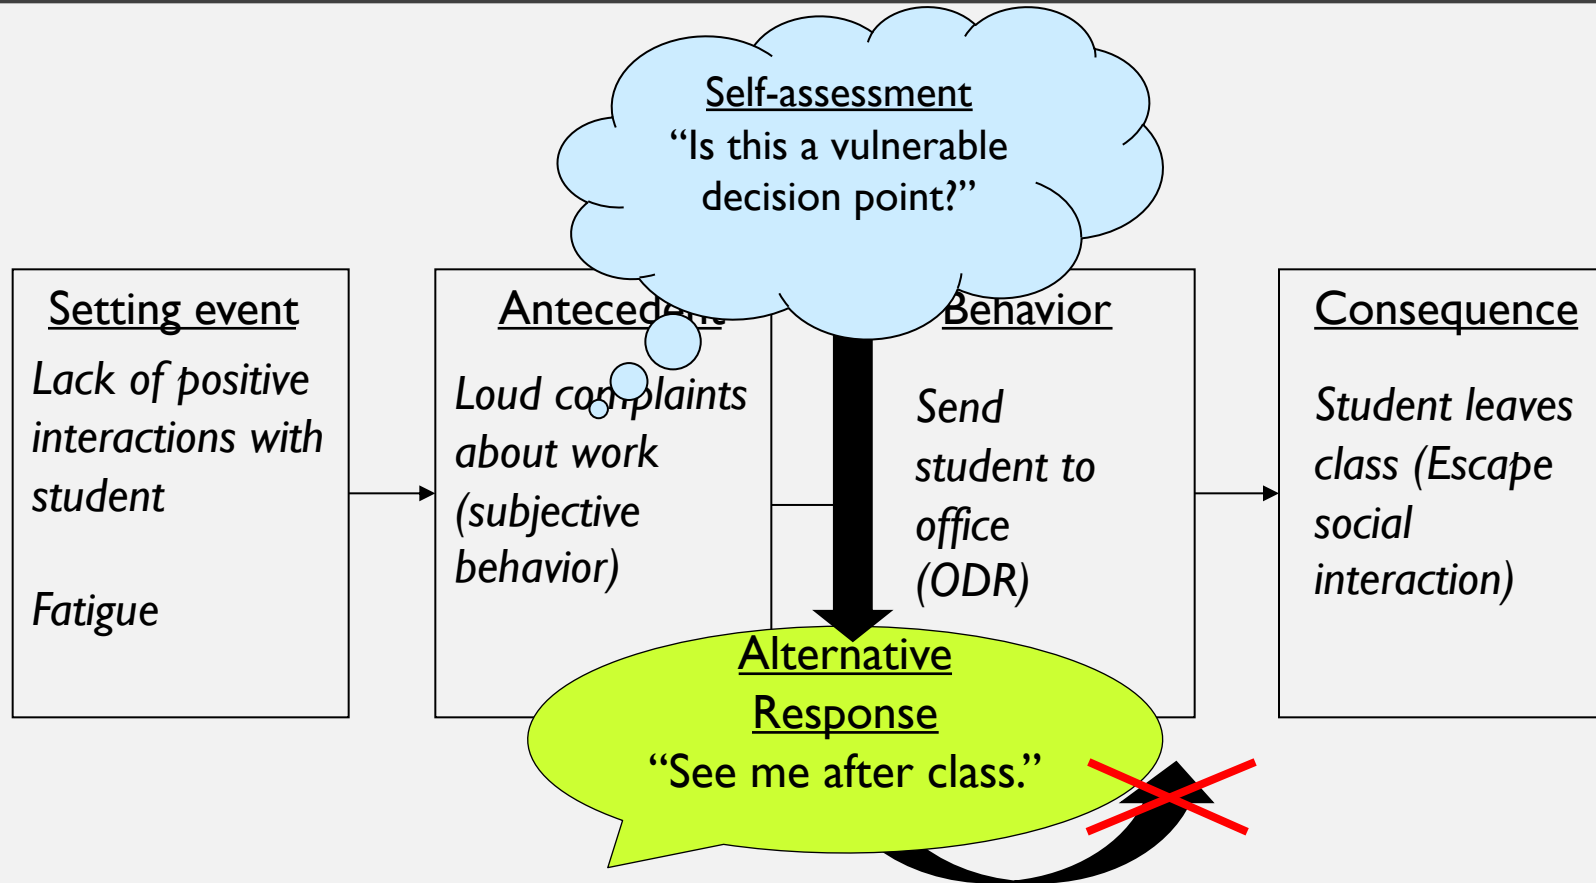 Self-assessment
“Is this a vulnerable
decision point?”
Setting event
Lack of positive
interactions with
student
Fatigue
Antecedent
Loud complaints
about work
(subjective
behavior)
Behavior
Send
student to
office
(ODR)
Consequence
Student leaves
class (Escape
social
interaction)
Alternative
Response
“See me after class.”